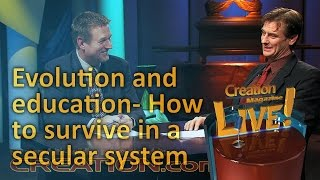 Evolution and
education- How
to survive in a
secular system
Creation
Magazine
LIVE!
CREATION.com